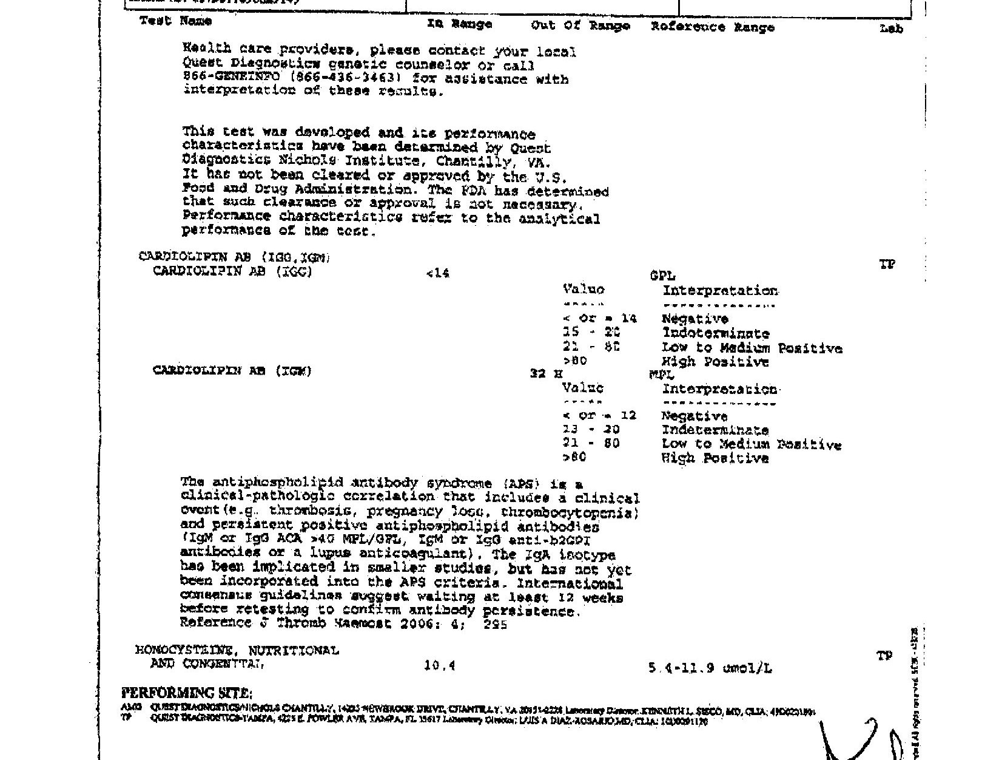 Test Name In Range Out Of Range Reference Range Lab
Health care providers, please contact your local
Quest Diagnostics genetic counselor or call
866-GENEINFO (866-436-3463) for assistance with
interpretation of these results.
This test was developed and its performance
characteristics have been determined by Quest
Diagnostics Nichols Institute, Chantilly, VA.
It has not been cleared or approved by the U.S.
Food and Drug Administration. The FDA has determined
that such clearance or approval is not necessary.
Performance characteristics refer to the analytical
performance of the test.
CARDIOLIPIN AB (IGG,IGM)
TP
CARDIOLIPIN AB (IGG) <14 GPL
Value Interpretation
----- --------------
< or = 14 Negative
15 - 20 Indeterminate
21 - 80 Low to Medium Positive
>80 High Positive
CARDIOLIPIN AB (IGM) 32 H MPL
Value Interpretation
----- --------------
< or = 12 Negative
13 - 20 Indeterminate
21 - 80 Low to Medium Positive
>80 High Positive
The antiphospholipid antibody syndrome (APS) is a
clinical-pathologic correlation that includes a clinical
event(e.g. thrombosis, pregnancy loss, thrombocytopenia)
and persistent positive antiphospholipid antibodies
(IgM or IgG ACA >40 MPL/GPL, IgM or IgG anti-b2GPI
antibodies or a lupus anticoagulant). The IgA isotype
has been implicated in smaller studies, but has not yet
been incorporated into the APS criteria. International
consensus guidelines suggest waiting at least 12 weeks
before retesting to confirm antibody persistence.
Reference J Thromb Haemost 2006: 4; 295
HOMOCYSTEINE, NUTRITIONAL
TP
AND CONGENITAL 10.4 5.4-11.9 umol/L
PERFORMING SITE:
QUEST DIAGNOSTICS/NICHOLS CHANTILLY, NEWBROOK DRIVE, CHANTILLY, VA Laboratory Director: KENNETH L. SISCO, MD, CLIA:
TP QUEST DIAGNOSTICS-TAMPA, 4225 E. FOWLER AVE, TAMPA, FL 33617 Laboratory Director: LUIS A DIAZ-ROSARIO,MD, CLIA: